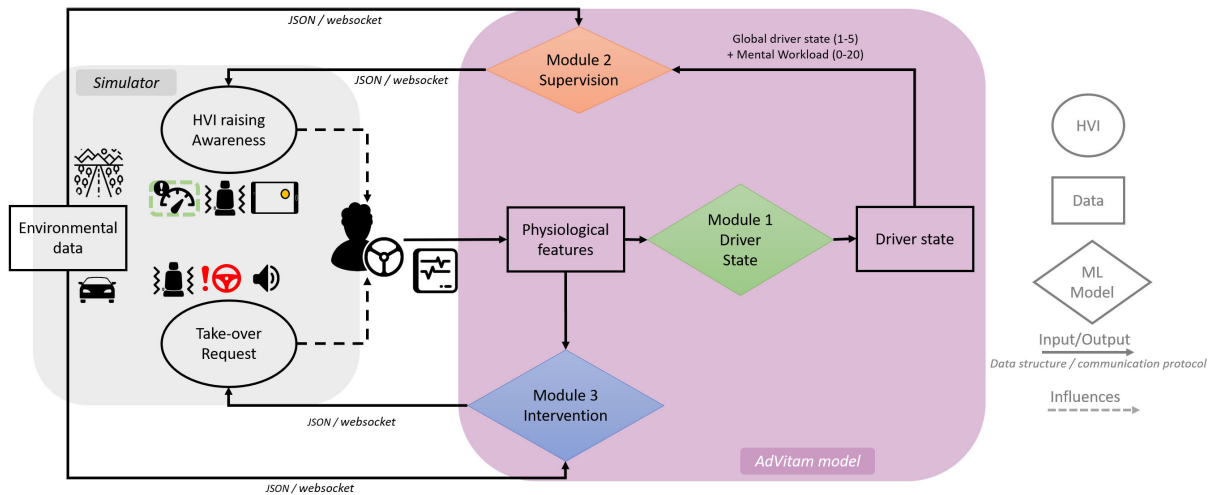 JSON / websocket
Simulator
HVI raising
Awareness
JSON / websocket
Module 2
Supervision
Global driver state (1-5)
+ Mental Workload (0-20)
HVI
Environmental
data
Physiological
features
Module 1
Driver
State
Driver state
Data
Take-over
Request
JSON / websocket
Module 3
Intervention
ML
Model
Input/Output
Data structure / communication protocol
Influences
AdVitam model
JSON / websocket